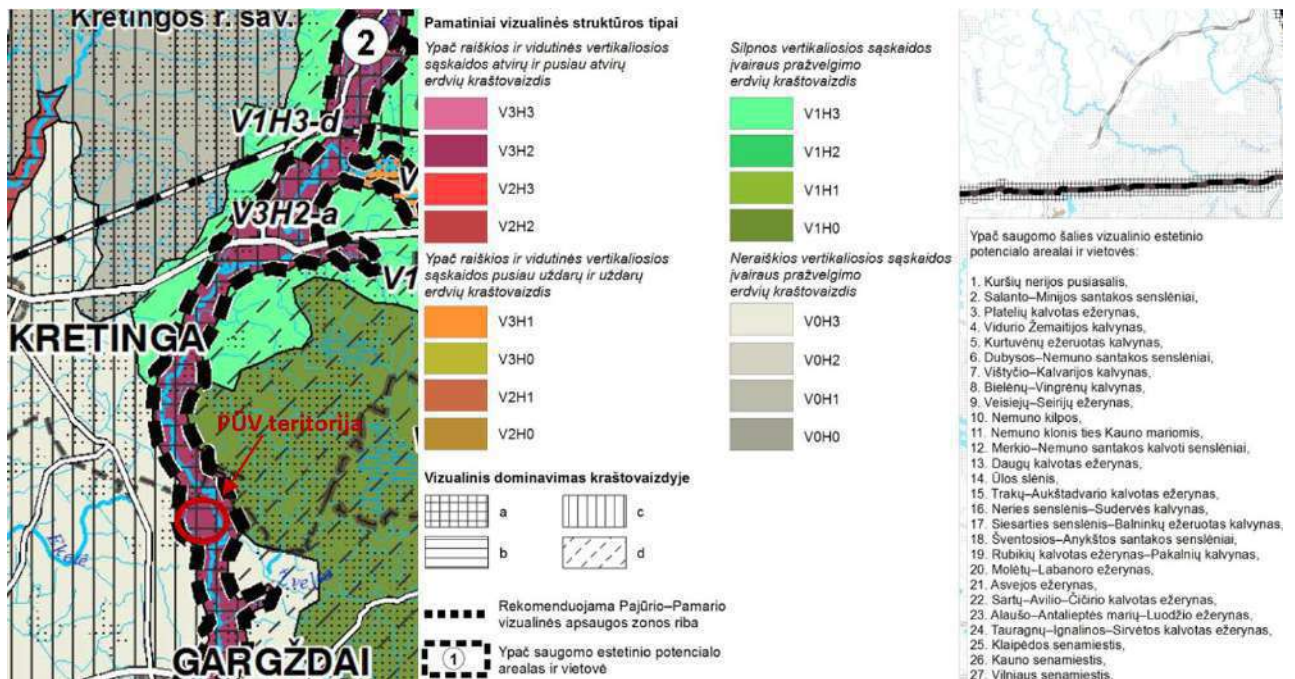 Kretingos r. sav.
2
V1H3-d
V3H2-a
V1
KRETINGA
PŪV teritorija
Ekelė
GARGŽDAI
Pamatiniai vizualinės struktūros tipai
Ypač raiškios ir vidutinės vertikaliosios
sąskaidos atvirų ir pusiau atvirų
erdvių kraštovaizdis
V3H3
V3H2
V2H3
V2H2
Ypač raiškios ir vidutinės vertikaliosios
sąskaidos pusiau uždarų ir uždarų
erdvių kraštovaizdis
V3H1
V3H0
V2H1
V2H0
Silpnos vertikaliosios sąskaidos
įvairaus pražvelgimo
erdvių kraštovaizdis
V1H3
V1H2
V1H1
V1H0
Neraiškios vertikaliosios sąskaidos
įvairaus pražvelgimo
erdvių kraštovaizdis
V0H3
V0H2
V0H1
V0H0
Vizualinis dominavimas kraštovaizdyje
a
c
b
d
Rekomenduojama Pajūrio–Pamario
vizualinės apsaugos zonos riba
1
Ypač saugomo estetinio potencialo
arealas ir vietovė
Ypač saugomo šalies vizualinio estetinio
potencialo arealai ir vietovės:
1. Kuršių nerijos pusiasalis,
2. Salanto–Minijos santakos senslėniai,
3. Platelių kalvotas ežerynas,
4. Vidurio Žemaitijos kalvynas,
5. Kurtuvėnų ežeruotas kalvynas,
6. Dubysos–Nemuno santakos senslėniai,
7. Vištyčio–Kalvarijos kalvynas,
8. Bielėnų–Vingrėnų kalvynas,
9. Veisiejų–Seirijų ežerynas,
10. Nemuno kilpos,
11. Nemuno klonis ties Kauno mariomis,
12. Merkio–Nemuno santakos kalvoti senslėniai,
13. Daugų kalvotas ežerynas,
14. Ūlos slėnis,
15. Trakų–Aukštadvario kalvotas ežerynas,
16. Neries senslėnis–Sudervės kalvynas,
17. Siesarties senslėnis–Balninkų ežeruotas kalvynas,
18. Šventosios–Anykštos santakos senslėniai,
19. Rubikių kalvotas ežerynas–Pakalnių kalvynas,
20. Molėtų–Labanoro ežerynas,
21. Asvejos ežerynas,
22. Sartų–Avilio–Čičirio kalvotas ežerynas,
23. Alaušo–Antalieptės marių–Luodžio ežerynas,
24. Tauragnų–Ignalinos–Sirvėtos kalvotas ežerynas,
25. Klaipėdos senamiestis,
26. Kauno senamiestis,
27. Vilniaus senamiestis.